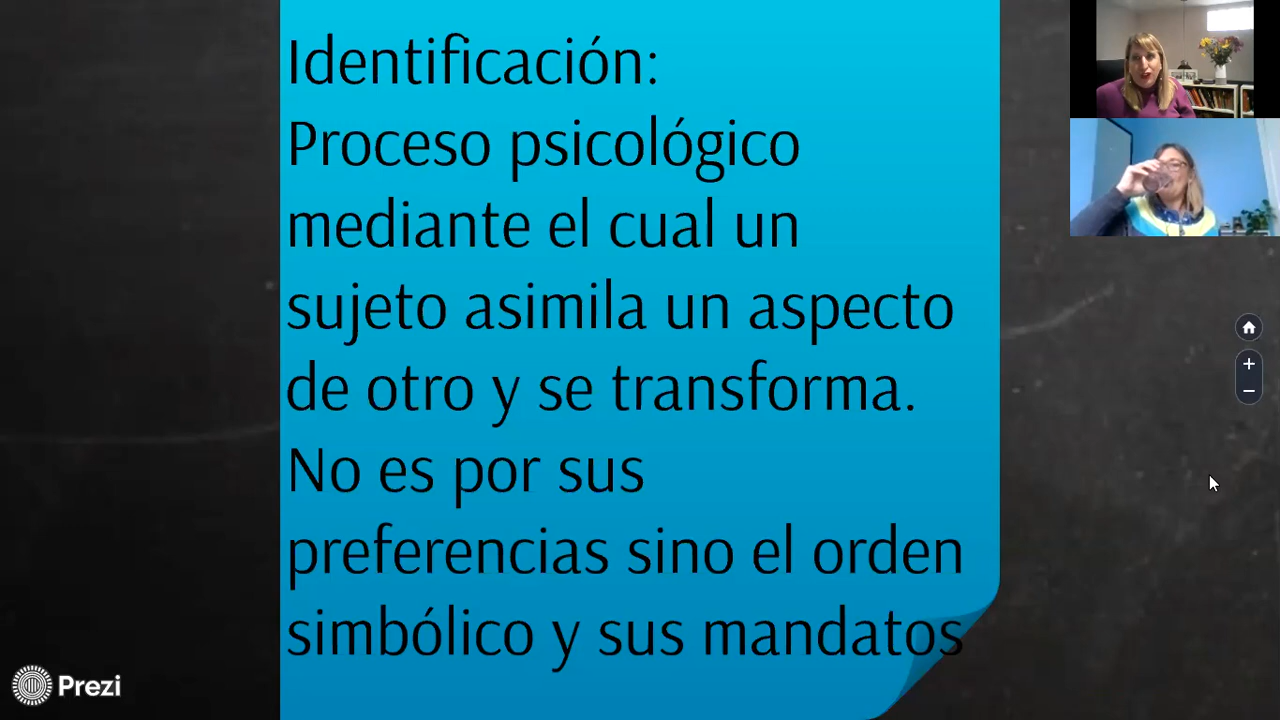 Identificación:
Proceso psicológico
mediante el cual un
sujeto asimila un aspecto
de otro y se transforma.
No es por sus
preferencias sino el orden
simbólico y sus mandatos
Prezi